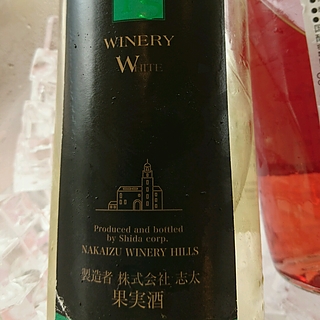 WINERY
WHITE
Produced and bottled
by Shida corp.
NAKAIZU WINERY HILLS
製造者 株式会社 志太
果実酒